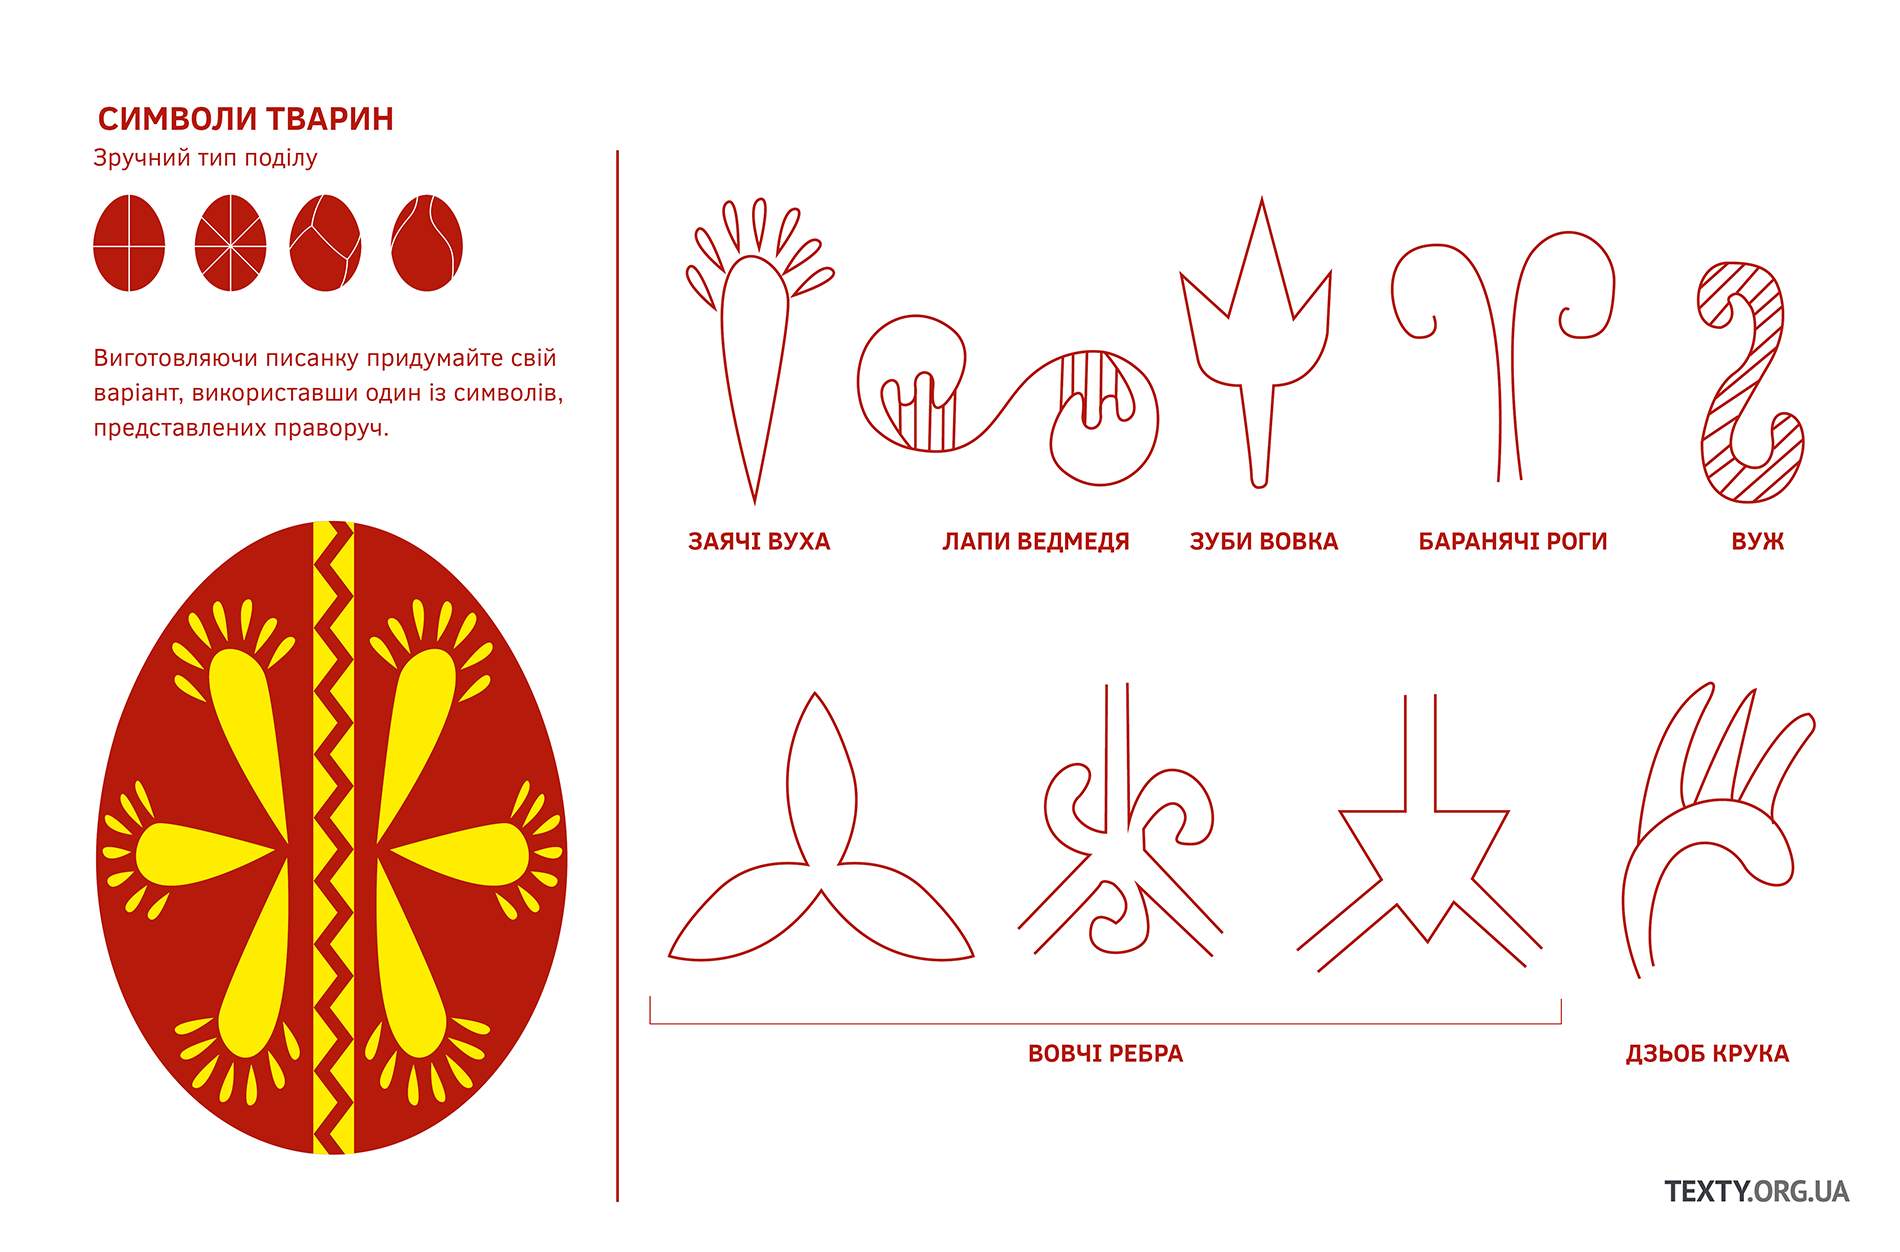 СИМВОЛИ ТВАРИН
Зручний тип поділу
Виготовляючи писанку придумайте свій
варіант, використавши один із символів,
представлених праворуч.
ЗАЯЧІ ВУХА
ЛАПИ ВЕДМЕДЯ
ЗУБИ ВОВКА
БАРАНЯЧІ РОГИ
ВУЖ
ВОВЧІ РЕБРА
ДЗЬОБ КРУКА
TEXTY.ORG.UA